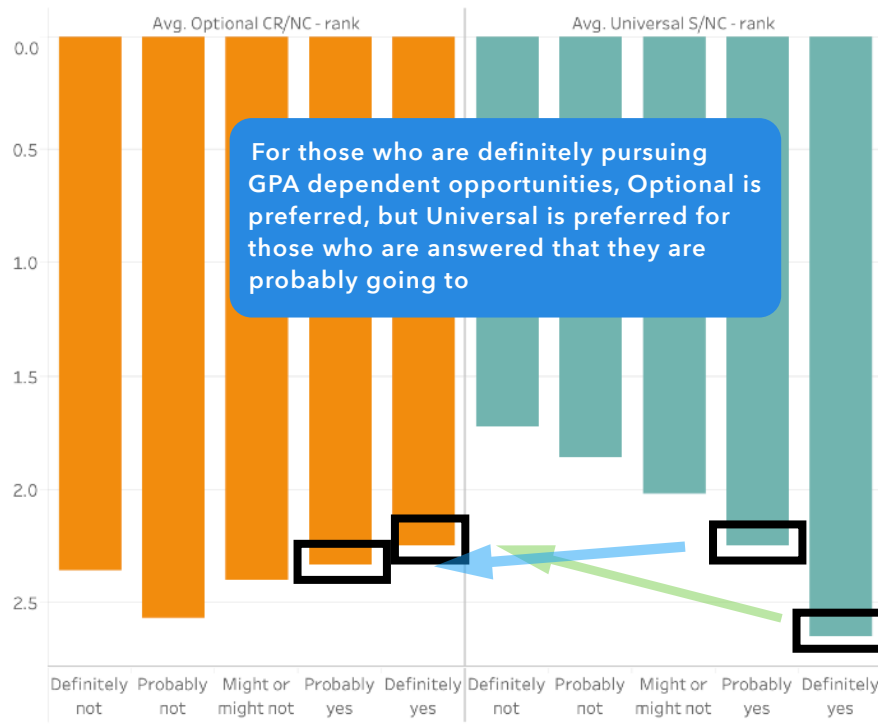 Avg. Optional CR/NC - rank
Avg. Universal S/NC - rank
0.0
0.5
1.0
1.5
2.0
2.5
For those who are definitely pursuing
GPA dependent opportunities, Optional is
preferred, but Universal is preferred for
those who are answered that they are
probably going to
Definitely not
Probably not
Might or might not
Probably yes
Definitely yes
Definitely not
Probably not
Might or might not
Probably yes
Definitely yes